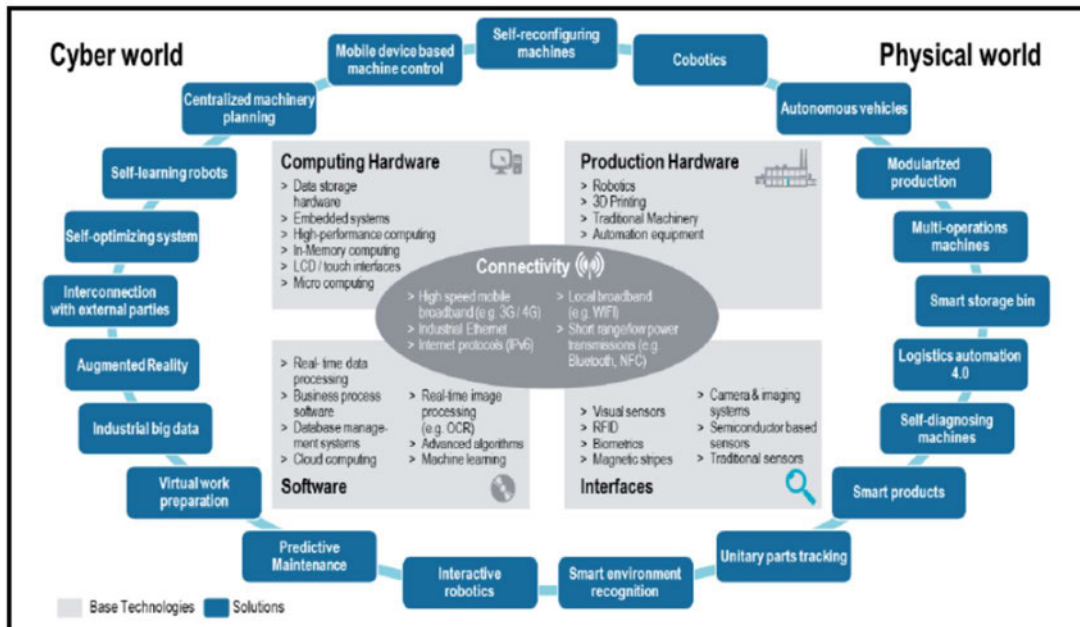 Cyber world
Physical world
Self-reconfiguring
machines
Mobile device based
machine control
Cobotics
Centralized machinery
planning
Autonomous vehicles
Self-learning robots
Modularized
production
Self-optimizing system
Multi-operations
machines
Interconnection
with external parties
Smart storage bin
Augmented Reality
Logistics automation
4.0
Industrial big data
Self-diagnosing
machines
Virtual work
preparation
Smart products
Predictive
Maintenance
Unitary parts tracking
Interactive
robotics
Smart environment
recognition
Computing Hardware
> Data storage
hardware
> Embedded systems
> High-performance computing
> In-Memory computing
> LCD / touch interfaces
> Micro computing
Production Hardware
> Robotics
> 3D Printing
> Traditional Machinery
> Automation equipment
Connectivity
> High speed mobile
broadband (e.g. 3G / 4G)
> Industrial Ethernet
> Internet protocols (IPv6)
> Local broadband
(e.g. WIFI)
> Short range/low power
transmissions (e.g.
Bluetooth, NFC)
> Real- time data
processing
> Business process
software
> Database manage-
ment systems
> Cloud computing
> Real-time image
processing
(e.g. OCR)
> Advanced algorithms
> Machine learning
Software
> Visual sensors
> RFID
> Biometrics
> Magnetic stripes
> Camera & imaging
systems
> Semiconductor based
sensors
> Traditional sensors
Interfaces
Base Technologies
Solutions